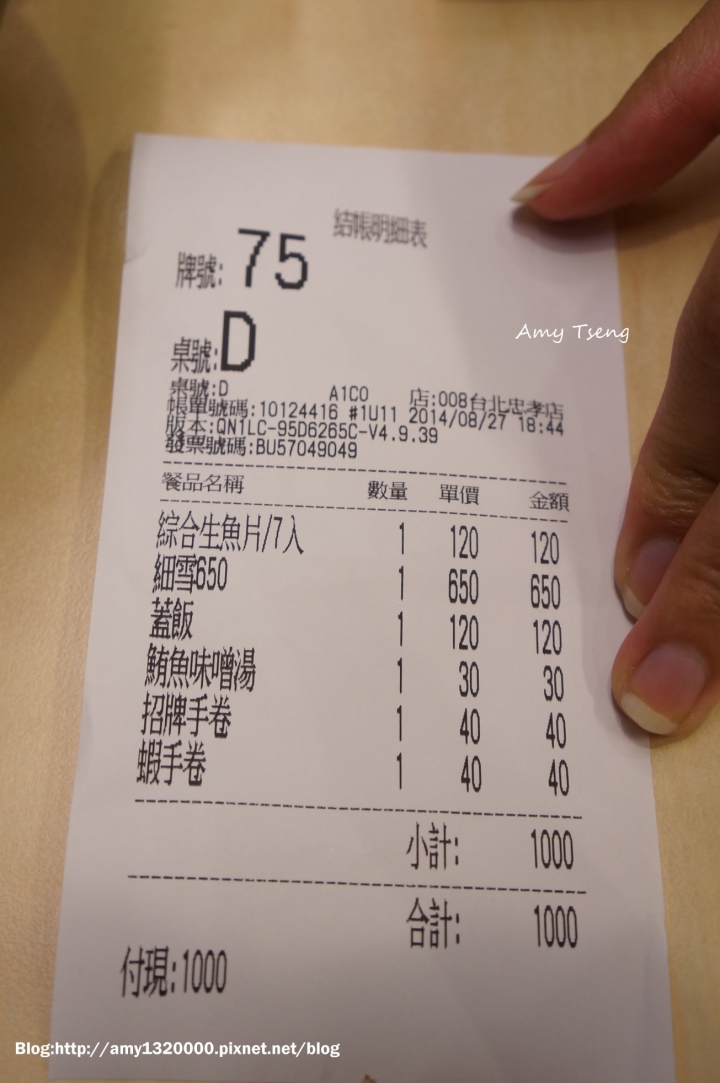 結帳明細表
牌號: 75
Amy Tseng
桌號:D
桌號:D A1CO 店:008台北忠孝店
帳單號碼:10124416 #1U11 2014/08/27 18:44
版本:QN1LC-95D6265C-V4.9.39
發票號碼:BU57049049
餐品名稱 數量 單價 金額
綜合生魚片/7入 1 120 120
細雪650 1 650 650
蓋飯 1 120 120
鮪魚味噌湯 1 30 30
招牌手卷 1 40 40
蝦手卷 1 40 40
小計: 1000
合計: 1000
付現:1000
Blog:http://amy1320000.pixnet.net/blog